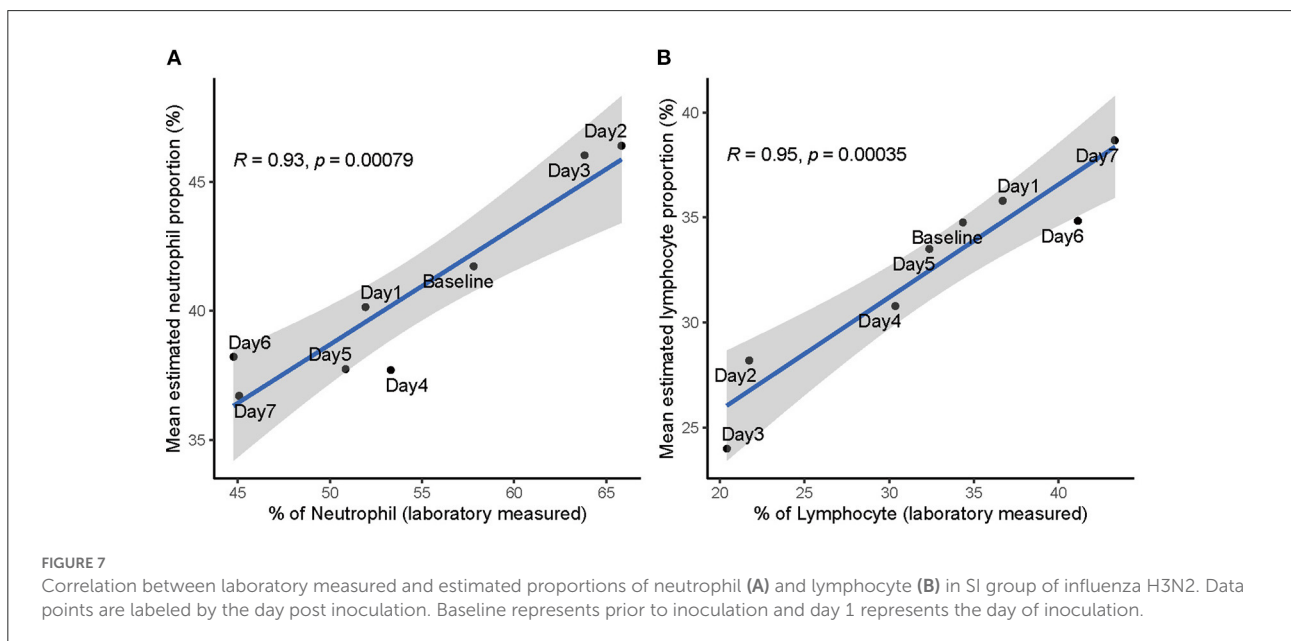 A
Mean estimated neutrophil proportion (%)
R = 0.93, p = 0.00079
45
40
35
Day2
Day3
Baseline
Day1
Day6
Day5
Day4
Day7
45 50 55 60 65
% of Neutrophil (laboratory measured)
B
Mean estimated lymphocyte proportion (%)
R = 0.95, p = 0.00035
40
35
30
25
Day7
Day1
Baseline
Day6
Day5
Day4
Day2
Day3
20 25 30 35 40
% of Lymphocyte (laboratory measured)
FIGURE 7
Correlation between laboratory measured and estimated proportions of neutrophil (A) and lymphocyte (B) in SI group of influenza H3N2. Data
points are labeled by the day post inoculation. Baseline represents prior to inoculation and day 1 represents the day of inoculation.